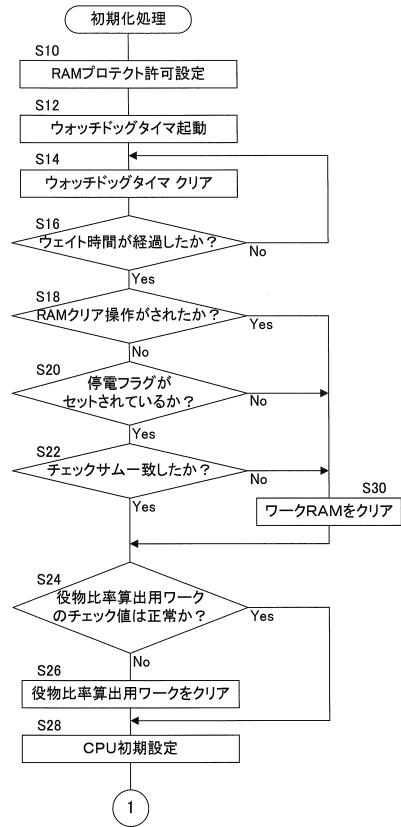 初期化処理
S10
RAMプロテクト許可設定
S12
ウォッチドッグタイマ起動
S14
ウォッチドッグタイマ クリア
S16
ウェイト時間が経過したか？
No
Yes
S18
RAMクリア操作がされたか？
Yes
No
S20
停電フラグが
セットされているか？
No
Yes
S22
チェックサム一致したか？
No
Yes
S30
ワークRAMをクリア
S24
役物比率算出用ワーク
のチェック値は正常か？
Yes
No
S26
役物比率算出用ワークをクリア
S28
CPU初期設定
1